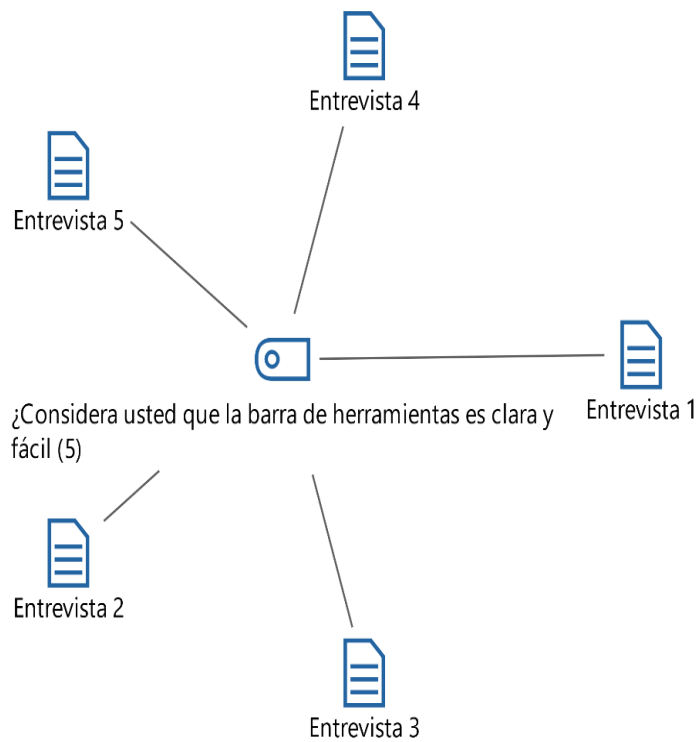 Entrevista 4
Entrevista 5
¿Considera usted que la barra de herramientas es clara y
fácil (5)
Entrevista 1
Entrevista 2
Entrevista 3